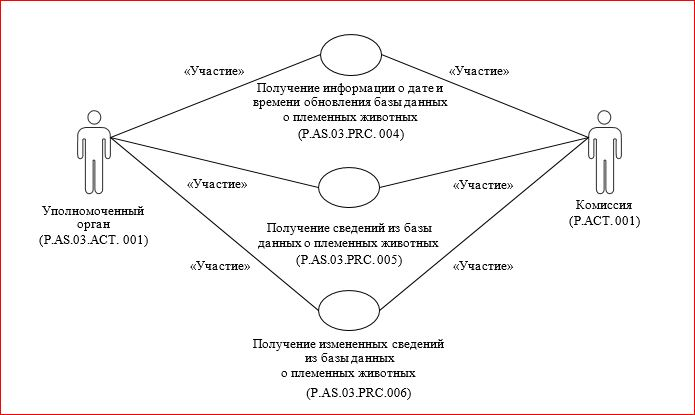 «Участие»
«Участие»
Получение информации о дате и
времени обновления базы данных
о племенных животных
(P.AS.03.PRC. 004)
«Участие»
«Участие»
Уполномоченный
орган
(P.AS.03.ACT. 001)
Комиссия
(P.ACT. 001)
Получение сведений из базы
данных о племенных животных
(P.AS.03.PRC. 005)
«Участие»
«Участие»
Получение измененных сведений
из базы данных
о племенных животных
(P.AS.03.PRC.006)